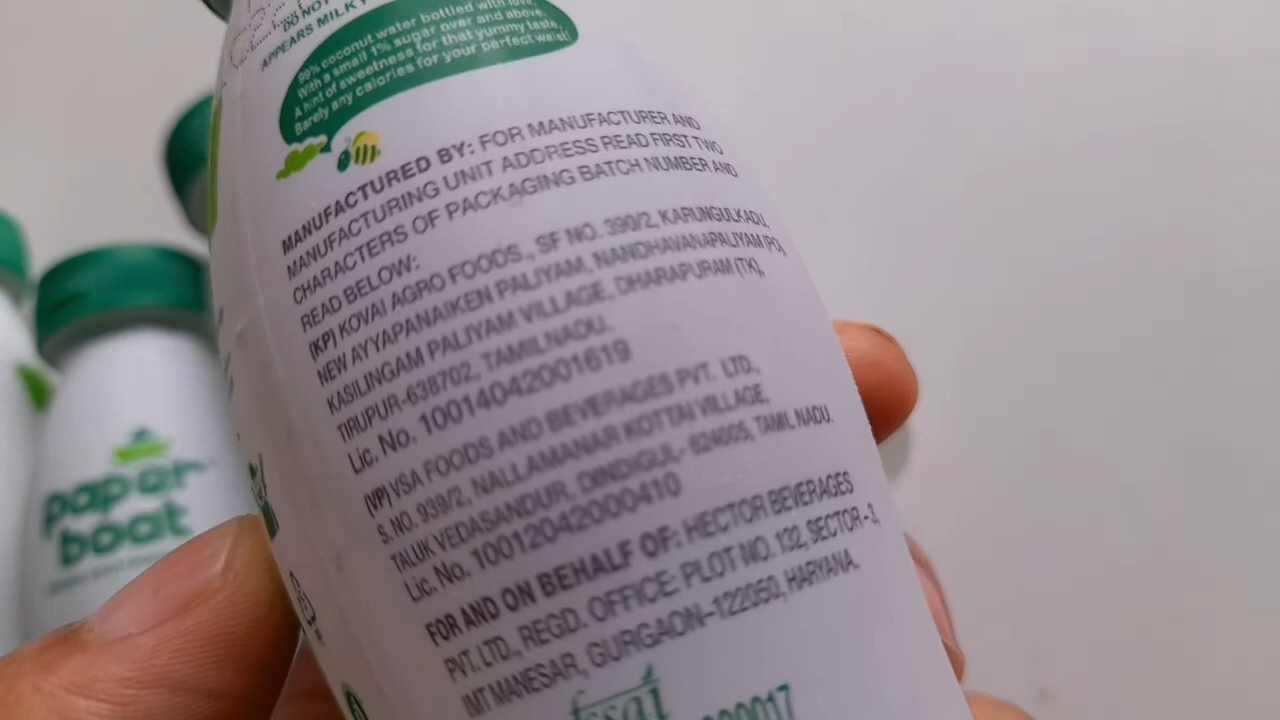 DO NOT
APPEARS MILKY
99% coconut water bottled with love.
With a small 1% sugar over and above.
A hint of sweetness for that yummy taste,
Barely any calories for your perfect waist!
MANUFACTURED BY: FOR MANUFACTURER AND
MANUFACTURING UNIT ADDRESS READ FIRST TWO
CHARACTERS OF PACKAGING BATCH NUMBER AND
READ BELOW:
(KP) KOVAI AGRO FOODS., SF NO. 390/2, KARUNGULKADU,
NEW AYYAPANAIKEN PALIYAM, NANDHAVANAPALIYAM (PO),
KASILINGAM PALIYAM VILLAGE, DHARAPURAM (TK),
TIRUPUR-638702, TAMILNADU.
Lic. No. 10014042001619
(VP) VSA FOODS AND BEVERAGES PVT. LTD.,
S. NO. 939/2, NALLAMANAR KOTTAI VILLAGE,
TALUK VEDASANDUR, DINDIGUL- 624605, TAMIL NADU.
Lic. No. 10012042000410
FOR AND ON BEHALF OF: HECTOR BEVERAGES
PVT. LTD., REGD. OFFICE: PLOT NO. 132, SECTOR -3,
IMT MANESAR, GURGAON-122050, HARYANA.
fssai
paper
boat